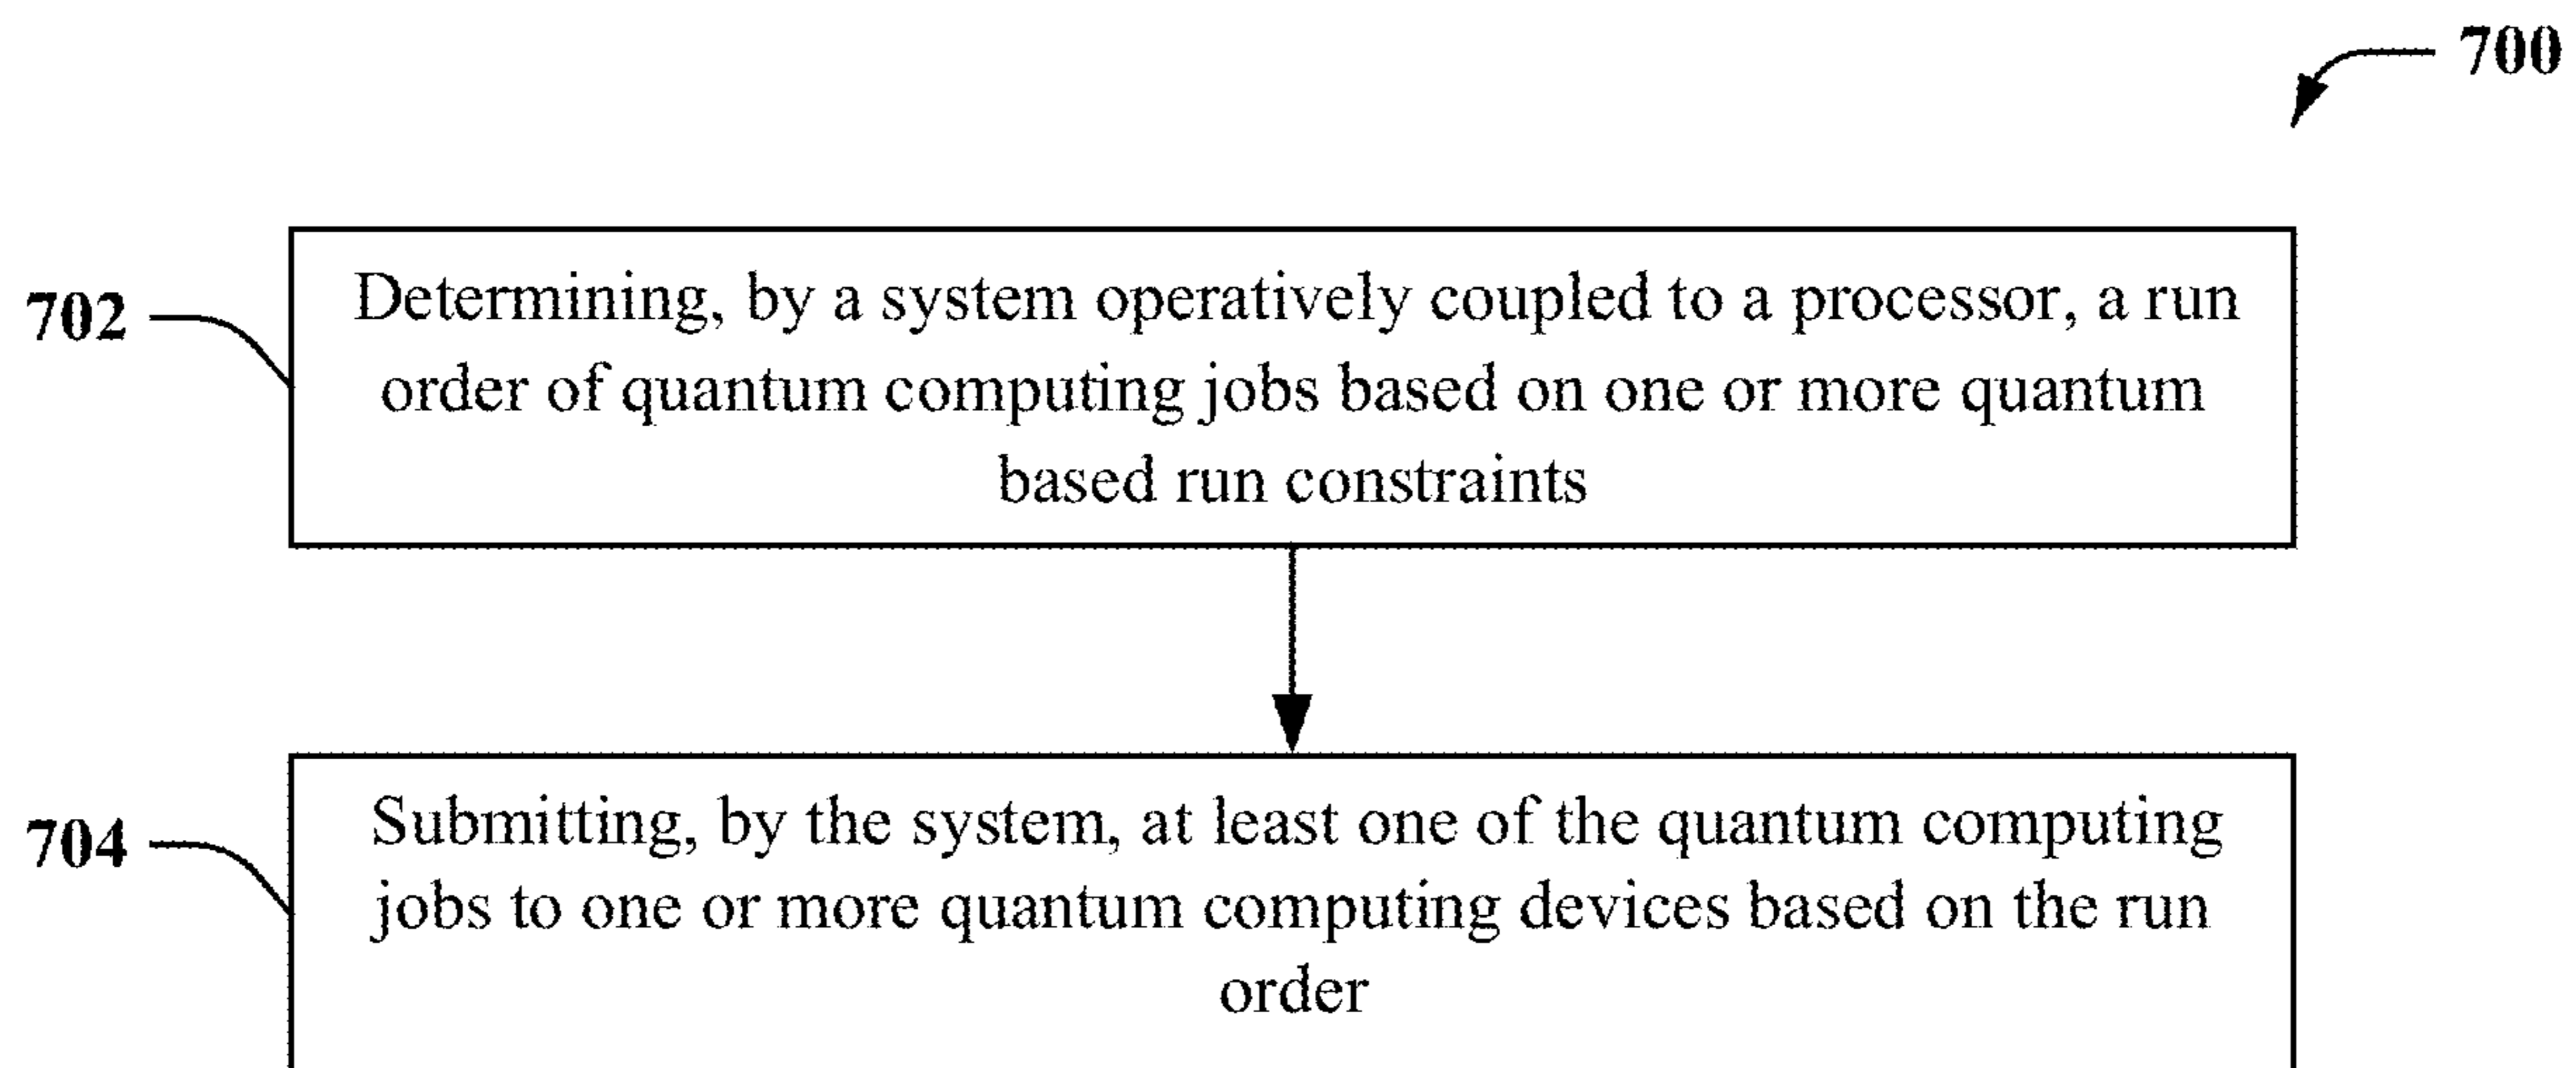 700
702
Determining, by a system operatively coupled to a processor, a run
order of quantum computing jobs based on one or more quantum
based run constraints
704
Submitting, by the system, at least one of the quantum computing
jobs to one or more quantum computing devices based on the run
order